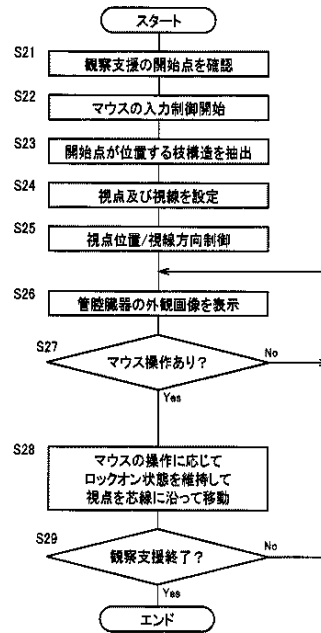 スタート
S21
観察支援の開始点を確認
S22
マウスの入力制御開始
S23
開始点が位置する枝構造を抽出
S24
視点及び視線を設定
S25
視点位置/視線方向制御
S26
管腔臓器の外観画像を表示
S27
マウス操作あり?
No
Yes
S28
マウスの操作に応じて
ロックオン状態を維持して
視点を芯線に沿って移動
S29
観察支援終了?
No
Yes
エンド